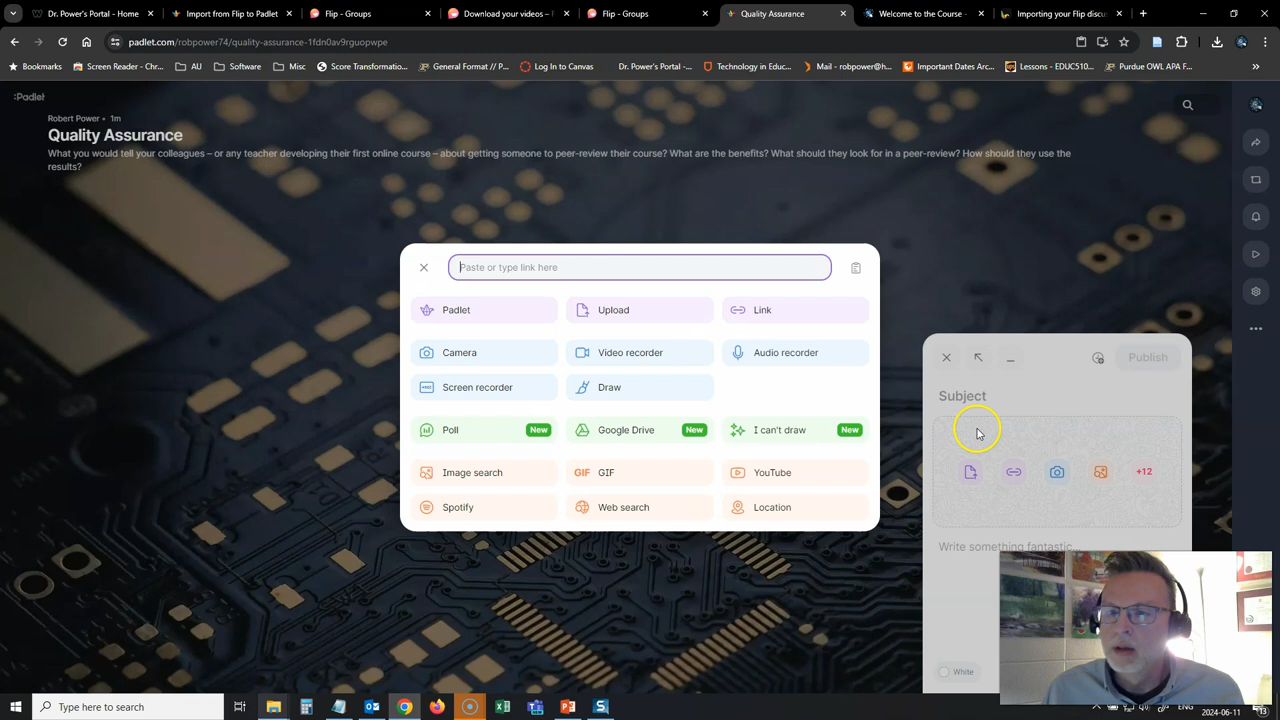 Dr. Power's Portal - Home
Import from Flip to Padlet
Flip - Groups
Download your videos –
Flip - Groups
Quality Assurance
Welcome to the Course -
Importing your Flip discu
padlet.com/robpower74/quality-assurance-1fdn0av9rguopwpe
Bookmarks
Screen Reader - Chr...
AU
Software
Misc
Score Transformatio...
General Format // P...
Log In to Canvas
Dr. Power's Portal -...
Technology in Educ...
Mail - robpower@h...
Important Dates Arc...
Lessons - EDUC510...
Purdue OWL APA F...
:Padlet
Robert Power • 1m
Quality Assurance
What you would tell your colleagues – or any teacher developing their first online course – about getting someone to peer-review their course? What are the benefits? What should they look for in a peer-review? How should they use the
results?
Paste or type link here
Padlet
Upload
Link
Camera
Video recorder
Audio recorder
Screen recorder
Draw
Poll
New
Google Drive
New
I can't draw
New
Image search
GIF
GIF
YouTube
Spotify
Web search
Location
Publish
Subject
+12
Write something fantastic...
White
Type here to search
ENG
2024-06-11